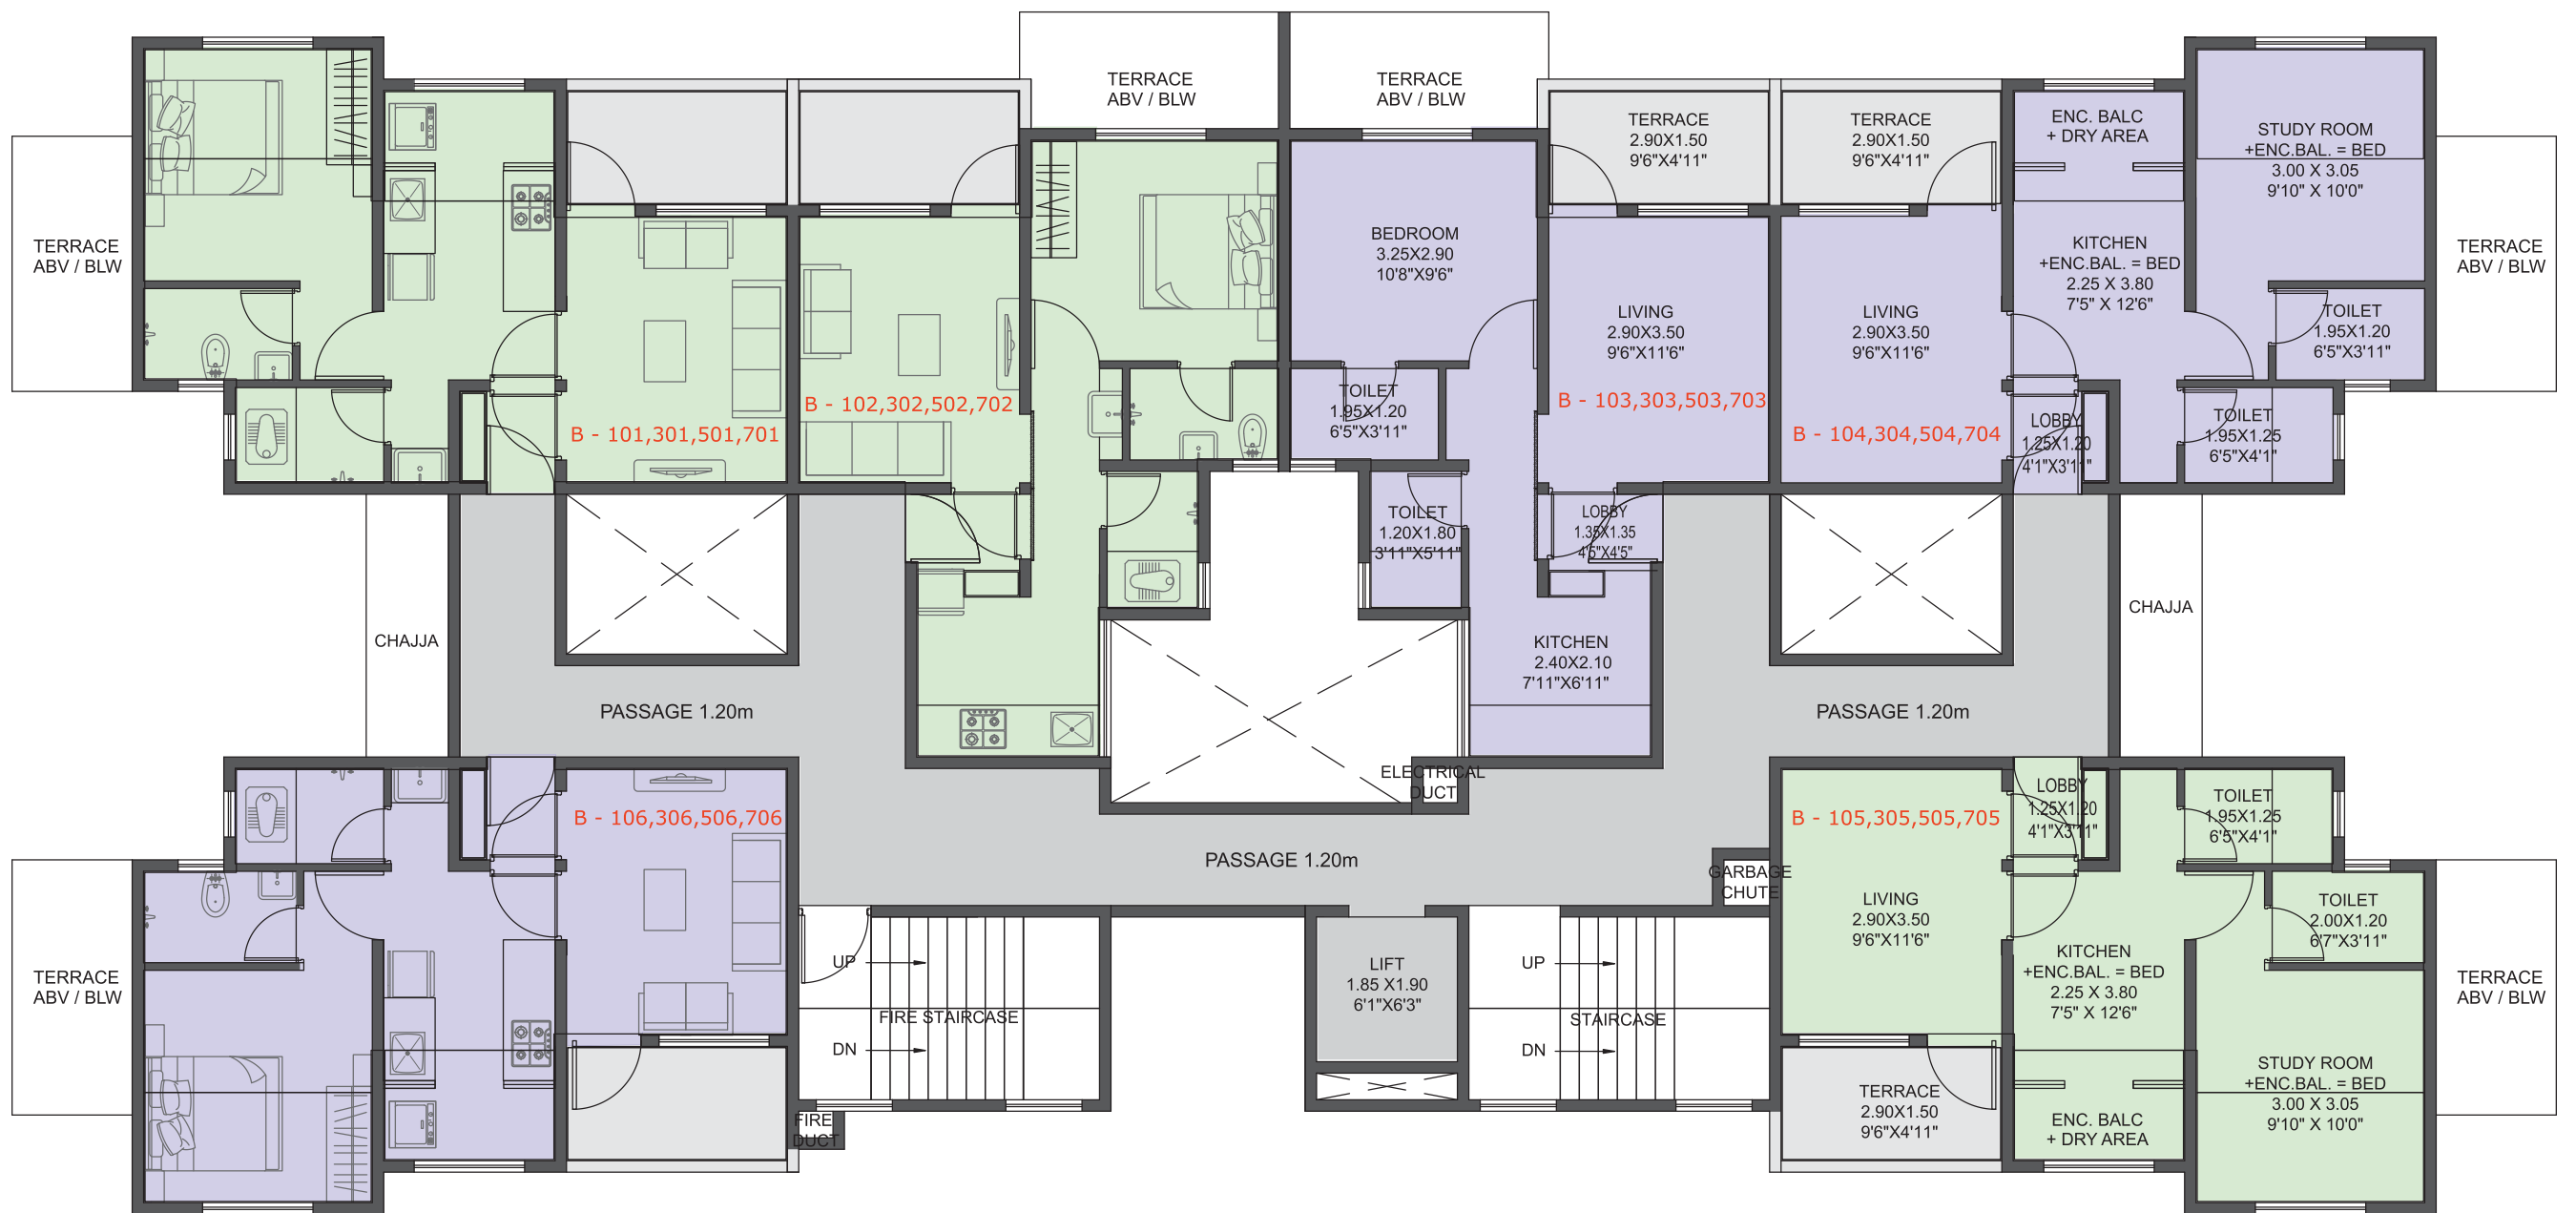 TERRACE
ABV / BLW
TERRACE
ABV / BLW
TERRACE
2.90X1.50
9'6"X4'11"
TERRACE
2.90X1.50
9'6"X4'11"
ENC. BALC
+ DRY AREA
STUDY ROOM
+ENC.BAL. = BED
3.00 X 3.05
9'10" X 10'0"
TERRACE
ABV / BLW
BEDROOM
3.25X2.90
10'8"X9'6"
KITCHEN
+ENC.BAL. = BED
2.25 X 3.80
7'5" X 12'6"
TERRACE
ABV / BLW
LIVING
2.90X3.50
9'6"X11'6"
LIVING
2.90X3.50
9'6"X11'6"
TOILET
1.95X1.20
6'5"X3'11"
B - 101,301,501,701
B - 102,302,502,702
TOILET
1.95X1.20
6'5"X3'11"
B - 103,303,503,703
B - 104,304,504,704
LOBBY
1.25X1.20
4'1"X3'11"
TOILET
1.95X1.25
6'5"X4'1"
TOILET
1.20X1.80
3'11"X5'11"
LOBBY
1.35X1.35
4'5"X4'5"
CHAJJA
KITCHEN
2.40X2.10
7'11"X6'11"
CHAJJA
PASSAGE 1.20m
PASSAGE 1.20m
ELECTRICAL
DUCT
B - 106,306,506,706
PASSAGE 1.20m
GARBAGE
CHUTE
B - 105,305,505,705
LOBBY
1.25X1.20
4'1"X3'11"
TOILET
1.95X1.25
6'5"X4'1"
LIVING
2.90X3.50
9'6"X11'6"
TOILET
2.00X1.20
6'7"X3'11"
TERRACE
ABV / BLW
UP
FIRE STAIRCASE
DN
LIFT
1.85 X1.90
6'1"X6'3"
UP
STAIRCASE
DN
KITCHEN
+ENC.BAL. = BED
2.25 X 3.80
7'5" X 12'6"
TERRACE
ABV / BLW
FIRE
DUCT
TERRACE
2.90X1.50
9'6"X4'11"
ENC. BALC
+ DRY AREA
STUDY ROOM
+ENC.BAL. = BED
3.00 X 3.05
9'10" X 10'0"